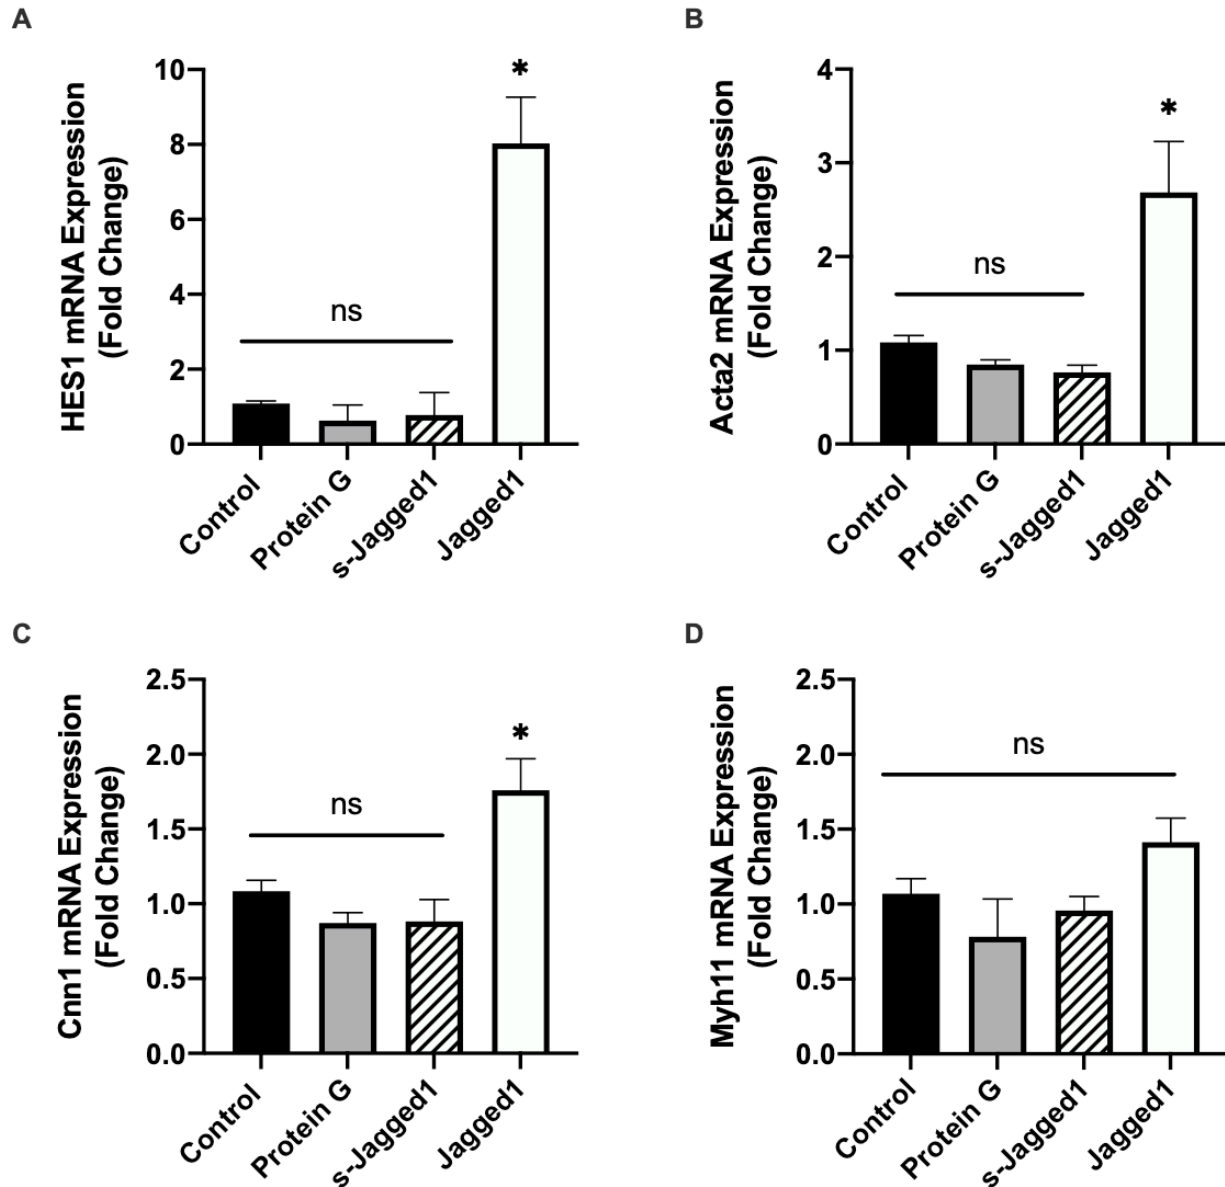 A
HES1 mRNA Expression
(Fold Change)
10
8
6
4
2
0
*
ns
Control
Protein G
s-Jagged1
Jagged1
B
Acta2 mRNA Expression
(Fold Change)
4
3
2
1
0
*
ns
Control
Protein G
s-Jagged1
Jagged1
C
Cnn1 mRNA Expression
(Fold Change)
2.5
2.0
1.5
1.0
0.5
0.0
*
ns
Control
Protein G
s-Jagged1
Jagged1
D
Myh11 mRNA Expression
(Fold Change)
2.5
2.0
1.5
1.0
0.5
0.0
ns
Control
Protein G
s-Jagged1
Jagged1